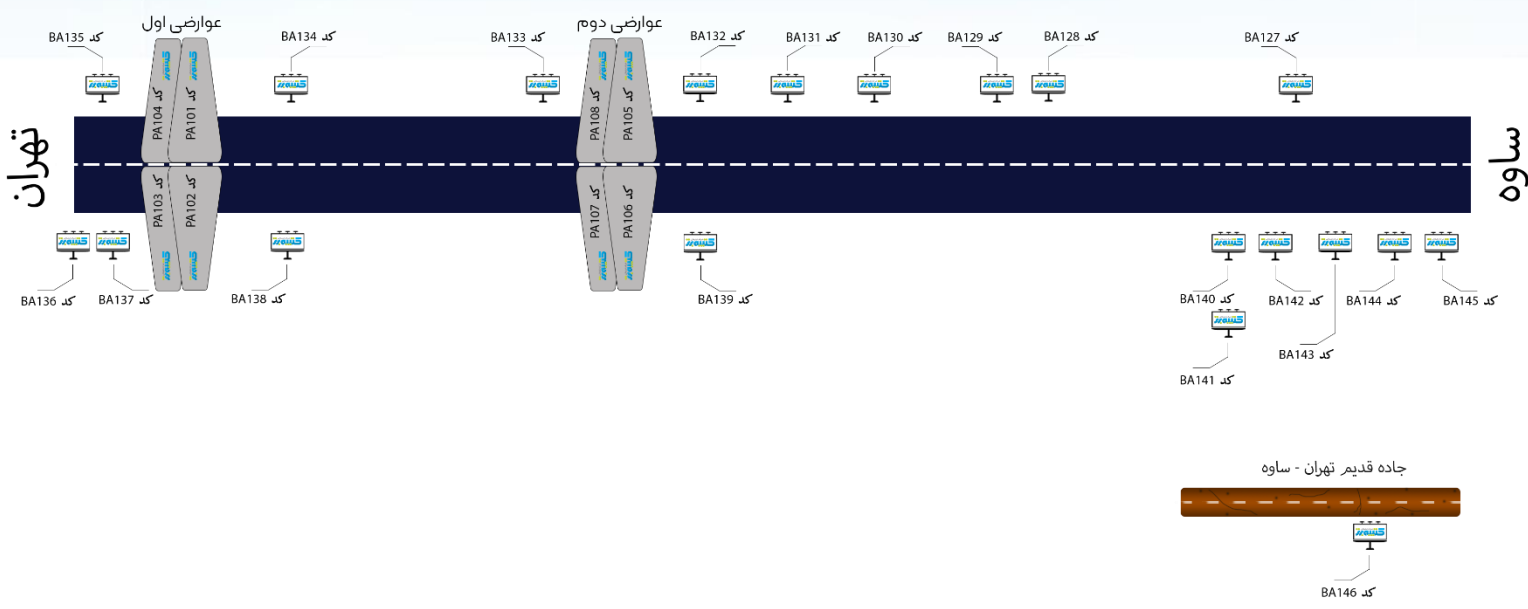 عوارضی اول
عوارضی دوم
کد BA135
کد BA134
کد BA133
کد BA132
کد BA131
کد BA130
کد BA129
کد BA128
کد BA127
کد PA104
کد PA101
کد PA108
کد PA105
تهران
ساوه
کد PA103
کد PA102
کد PA107
کد PA106
کد BA136
کد BA137
کد BA138
کد BA139
کد BA140
کد BA142
کد BA144
کد BA145
کد BA143
کد BA141
جاده قدیم تهران - ساوه
کد BA146